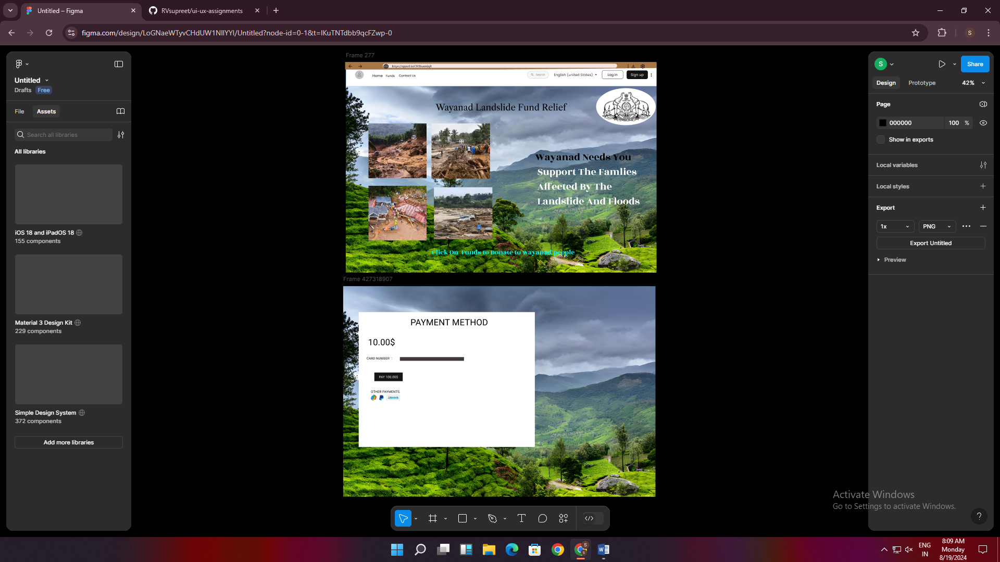 Untitled – Figma
RVsupreet/ui-ux-assignments
figma.com/design/LoGNaeWTyvCHdUW1NIlYYl/Untitled?node-id=0-1&t=IKuTNTdbb9qcFZwp-0
S
Untitled
Drafts Free
File Assets
Search all libraries
All libraries
iOS 18 and iPadOS 18
155 components
Material 3 Design Kit
229 components
Simple Design System
372 components
Add more libraries
Frame 277
Home Funds Contact Us
Search
English (united States)
Log in
Sign up
Wayanad Landslide Fund Relief
Wayanad Needs You
Support The Famlies
Affected By The
Landslide And Floods
Click On Funds to Donate to wayanad people
Frame 427318907
PAYMENT METHOD
10.00$
CARD NUMBER :
PAY 100.00$
OTHER PAYMENTS:
BANK
S
Share
Design Prototype 42%
Page
000000 100 %
Show in exports
Local variables
Local styles
Export
1x PNG
Export Untitled
Preview
Activate Windows
Go to Settings to activate Windows.
?
ENG
IN
8:09 AM
Monday
8/19/2024